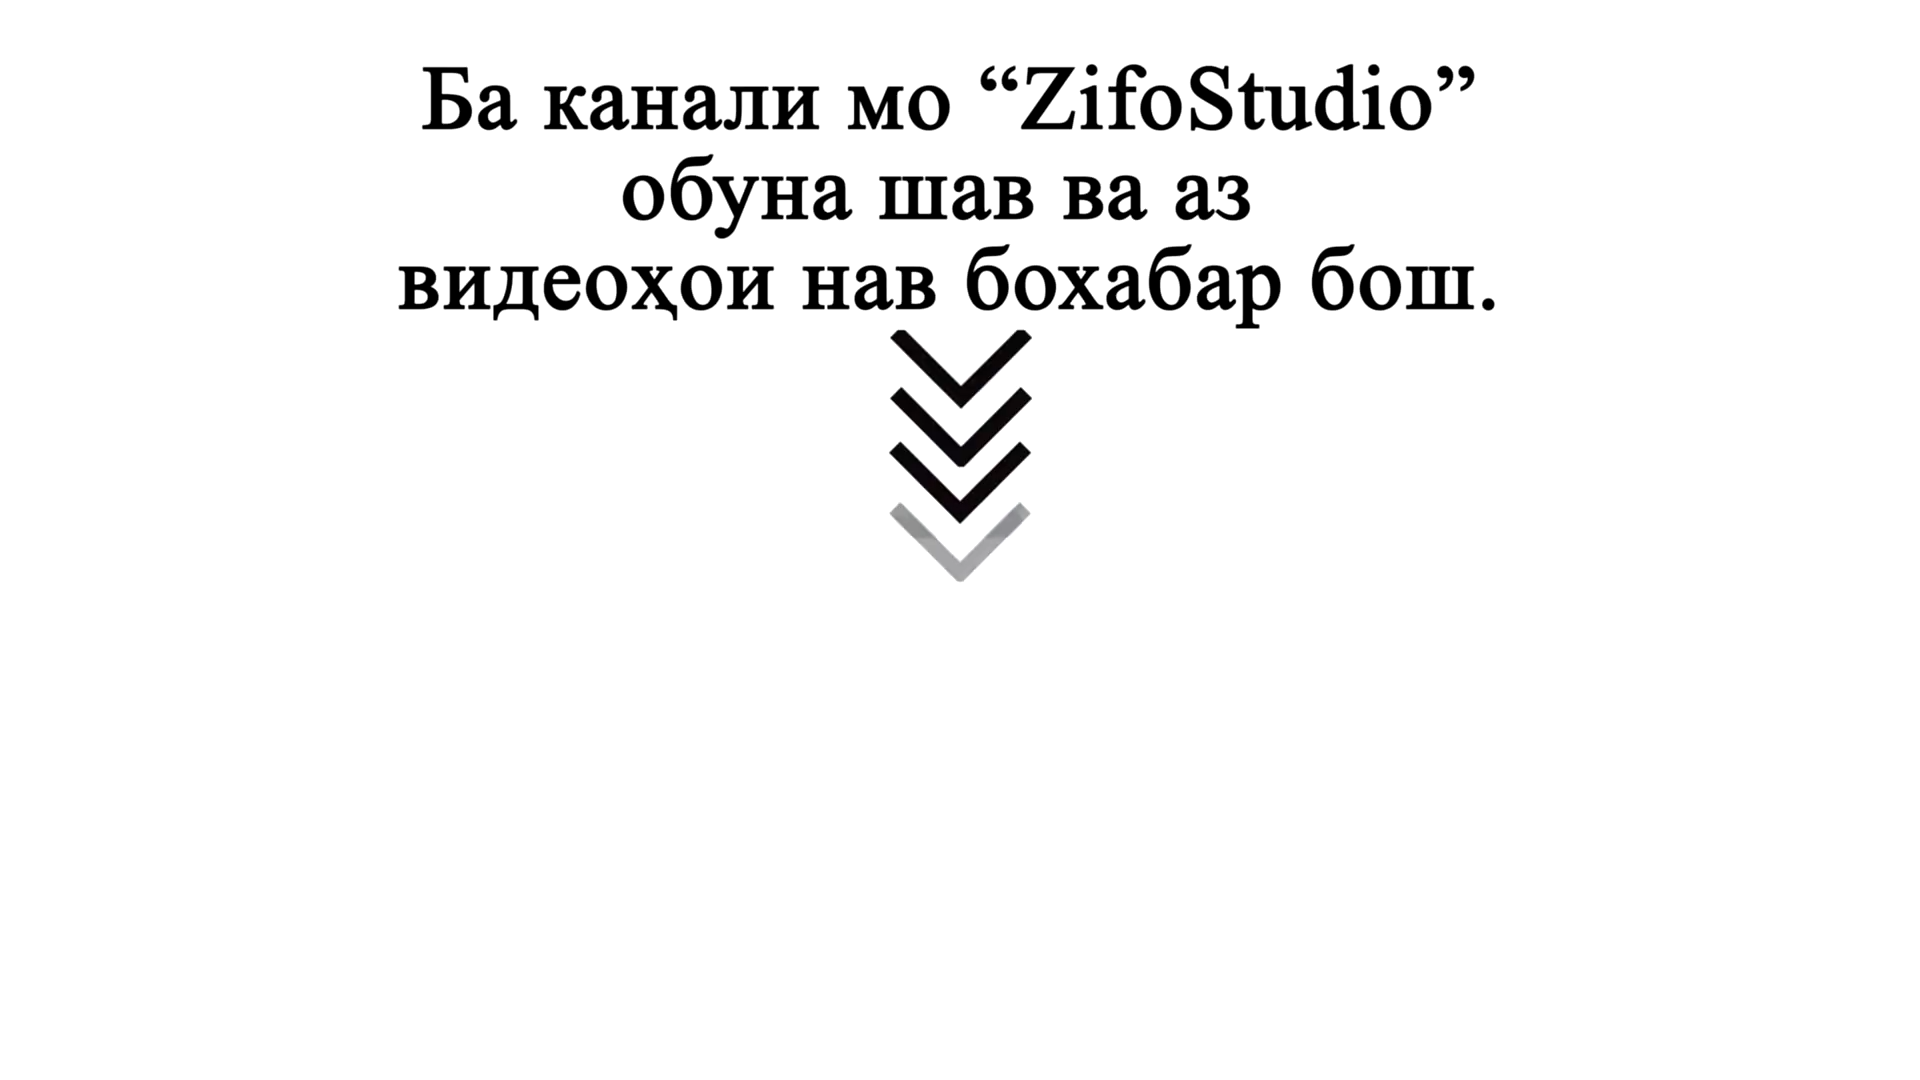 Ба канали мо “ZifoStudio”
обуна шав ва аз
видеоҳои нав бохабар бош.